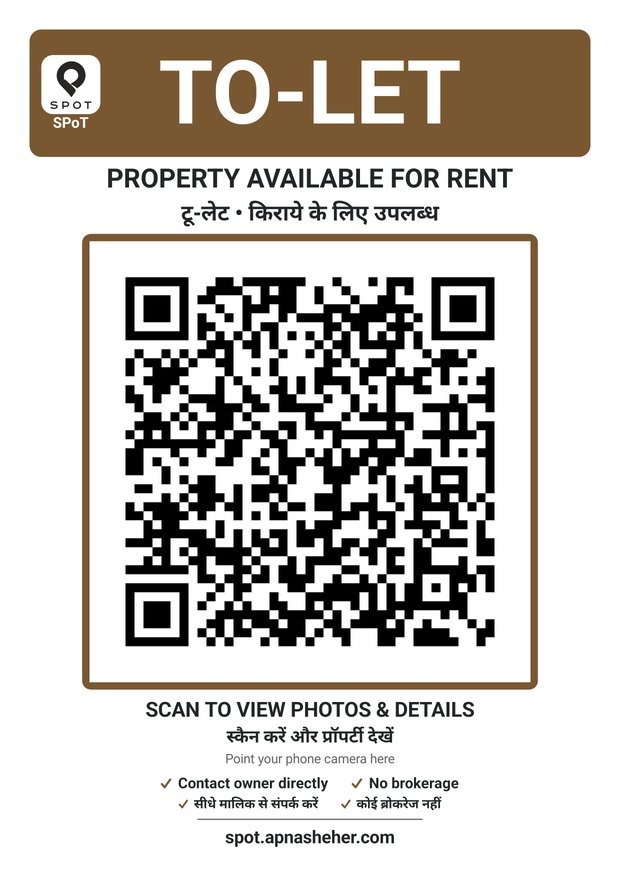 TO-LET
SPOT
SPoT
PROPERTY AVAILABLE FOR RENT
टू-लेट • किराये के लिए उपलब्ध
SCAN TO VIEW PHOTOS & DETAILS
स्कैन करें और प्रॉपर्टी देखें
Point your phone camera here
✓ Contact owner directly ✓ No brokerage
✓ सीधे मालिक से संपर्क करें ✓ कोई ब्रोकरेज नहीं
spot.apnasheher.com